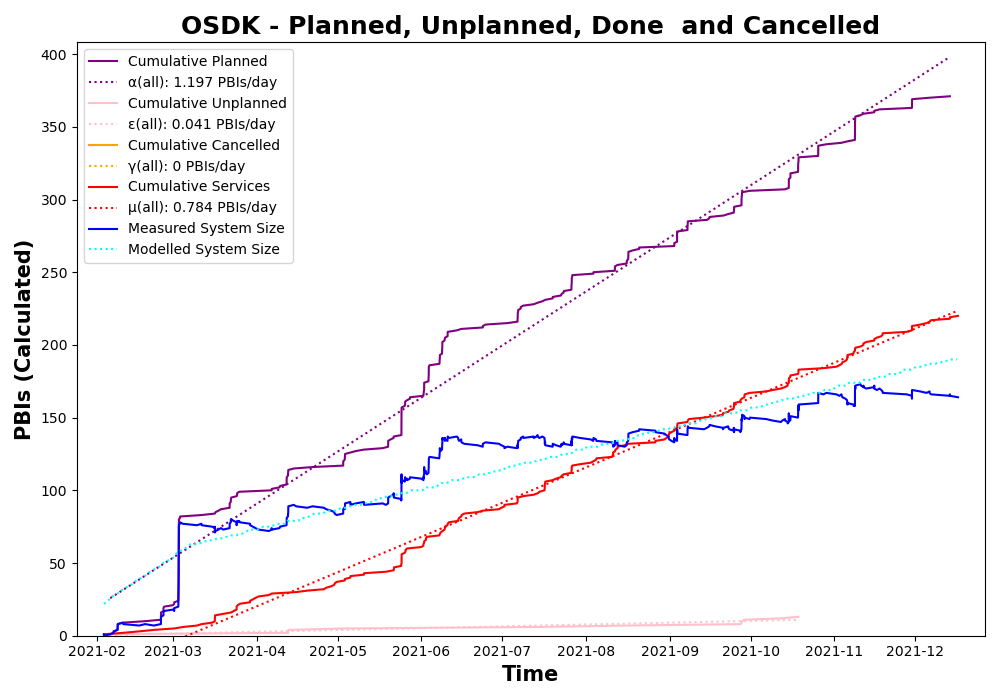 OSDK - Planned, Unplanned, Done  and Cancelled
PBIs (Calculated)
400
350
300
250
200
150
100
50
0
Cumulative Planned
α(all): 1.197 PBIs/day
Cumulative Unplanned
ε(all): 0.041 PBIs/day
Cumulative Cancelled
γ(all): 0 PBIs/day
Cumulative Services
μ(all): 0.784 PBIs/day
Measured System Size
Modelled System Size
2021-02 2021-03 2021-04 2021-05 2021-06 2021-07 2021-08 2021-09 2021-10 2021-11 2021-12
Time